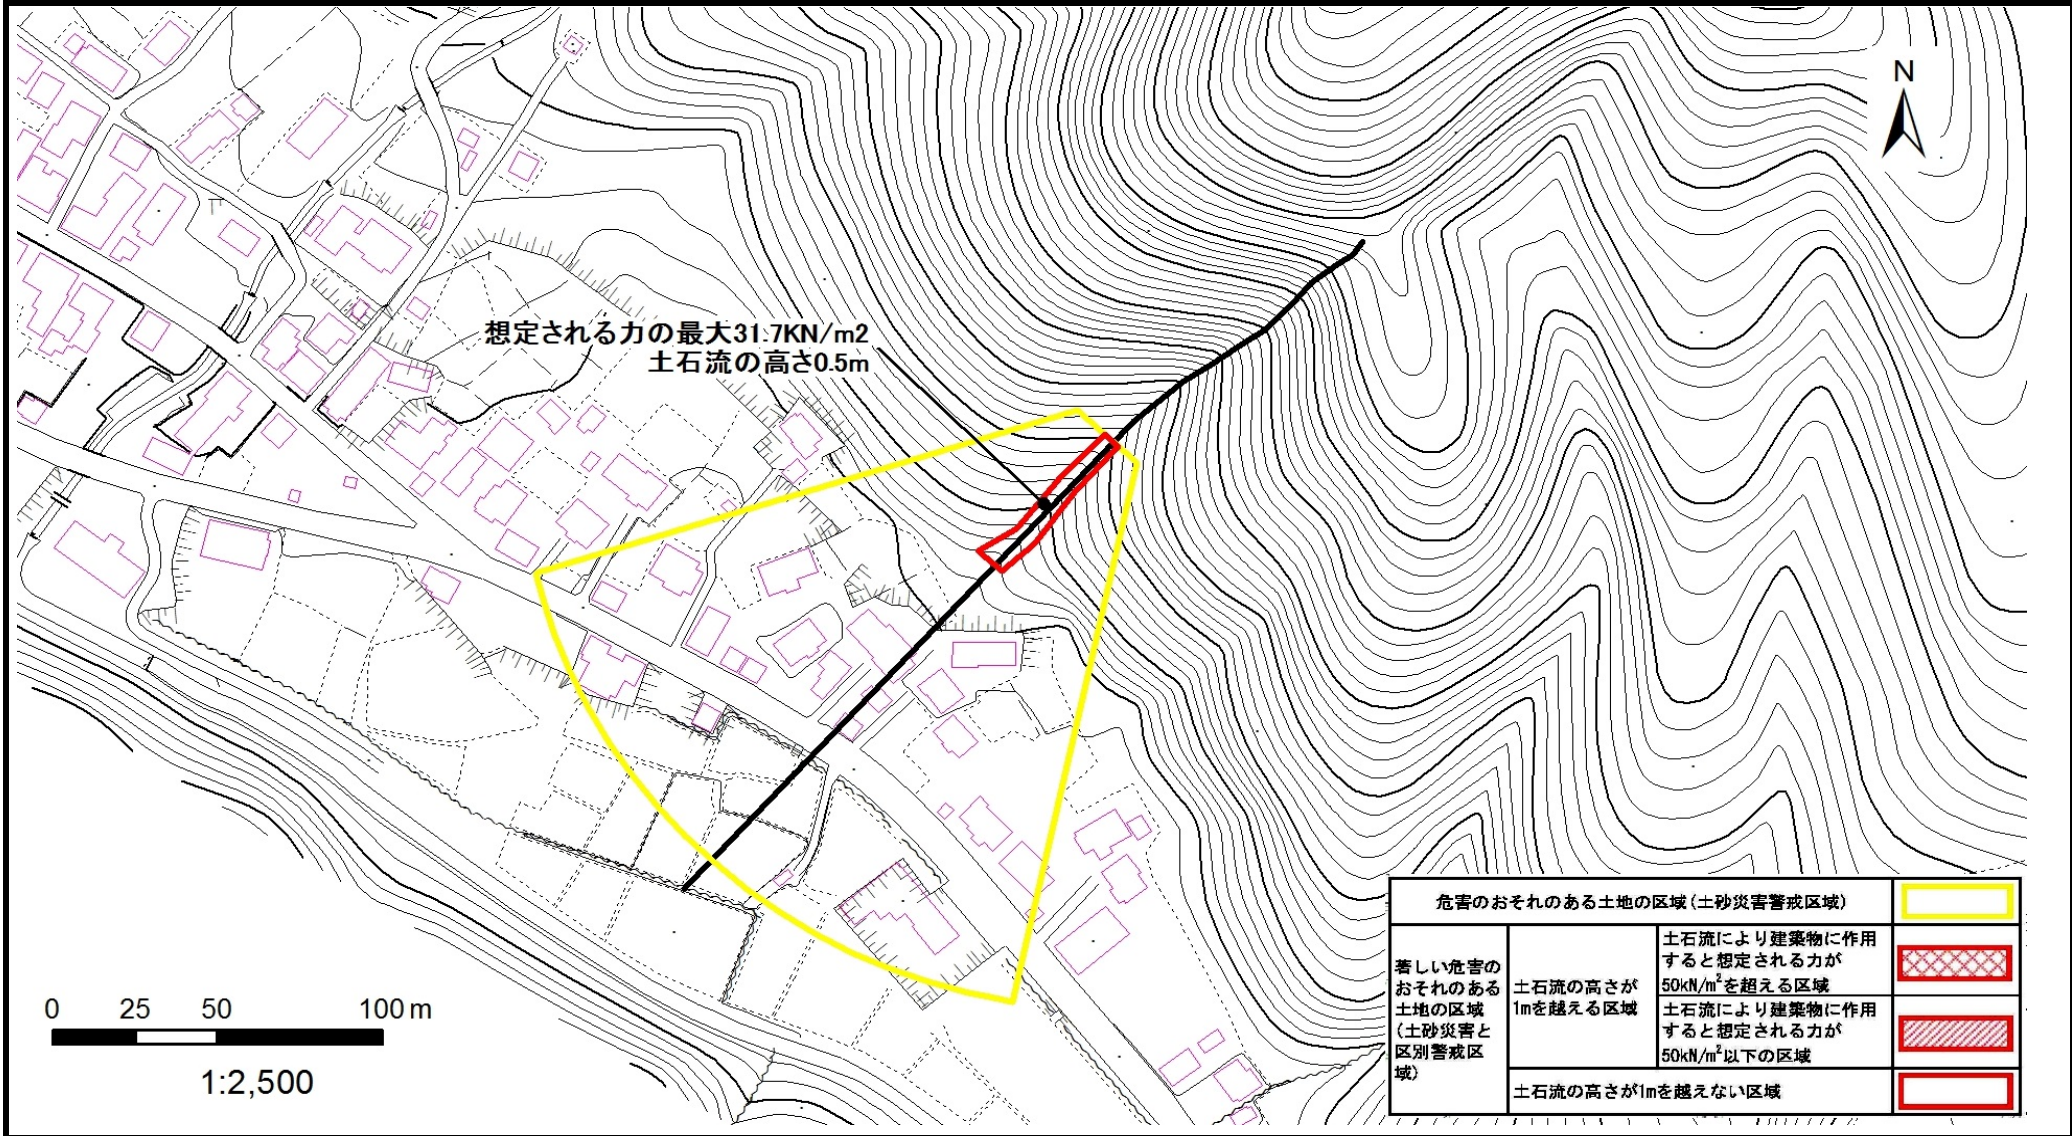 N
想定される力の最大31.7KN/m2
土石流の高さ0.5m
0 25 50 100 m
1:2,500
危害のおそれのある土地の区域(土砂災害警戒区域)
著しい危害の
おそれのある
土地の区域
(土砂災害と
区別警戒区
域)
土石流の高さが
1mを越える区域
土石流により建築物に作用
すると想定される力が
50kN/m²を超える区域
土石流により建築物に作用
すると想定される力が
50kN/m²以下の区域
土石流の高さが1mを越えない区域